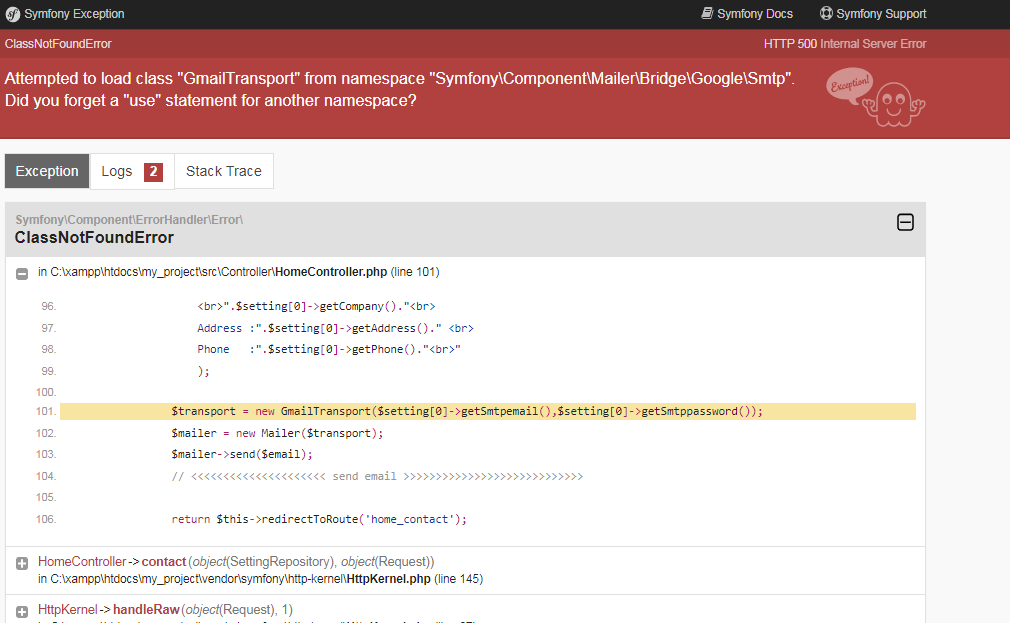 Symfony Exception
Symfony Docs
Symfony Support
ClassNotFoundError
HTTP 500 Internal Server Error
Attempted to load class "GmailTransport" from namespace "Symfony\Component\Mailer\Bridge\Google\Smtp".
Did you forget a "use" statement for another namespace?
Exception!
Exception
Logs 2
Stack Trace
Symfony\Component\ErrorHandler\Error\
ClassNotFoundError
in C:\xampp\htdocs\my_project\src\Controller\HomeController.php (line 101)
96. <br>".$setting[0]->getCompany()."<br>
97. Address :".$setting[0]->getAddress()." <br>
98. Phone   :".$setting[0]->getPhone()."<br>"
99. );
100.
101. $transport = new GmailTransport($setting[0]->getSmtpemail(),$setting[0]->getSmtppassword());
102. $mailer = new Mailer($transport);
103. $mailer->send($email);
104. // <<<<<<<<<<<<<<<<<<<<< send email >>>>>>>>>>>>>>>>>>>>>>>>>>>>
105.
106. return $this->redirectToRoute('home_contact');
HomeController->contact(object(SettingRepository), object(Request))
in C:\xampp\htdocs\my_project\vendor\symfony\http-kernel\HttpKernel.php (line 145)
HttpKernel->handleRaw(object(Request), 1)